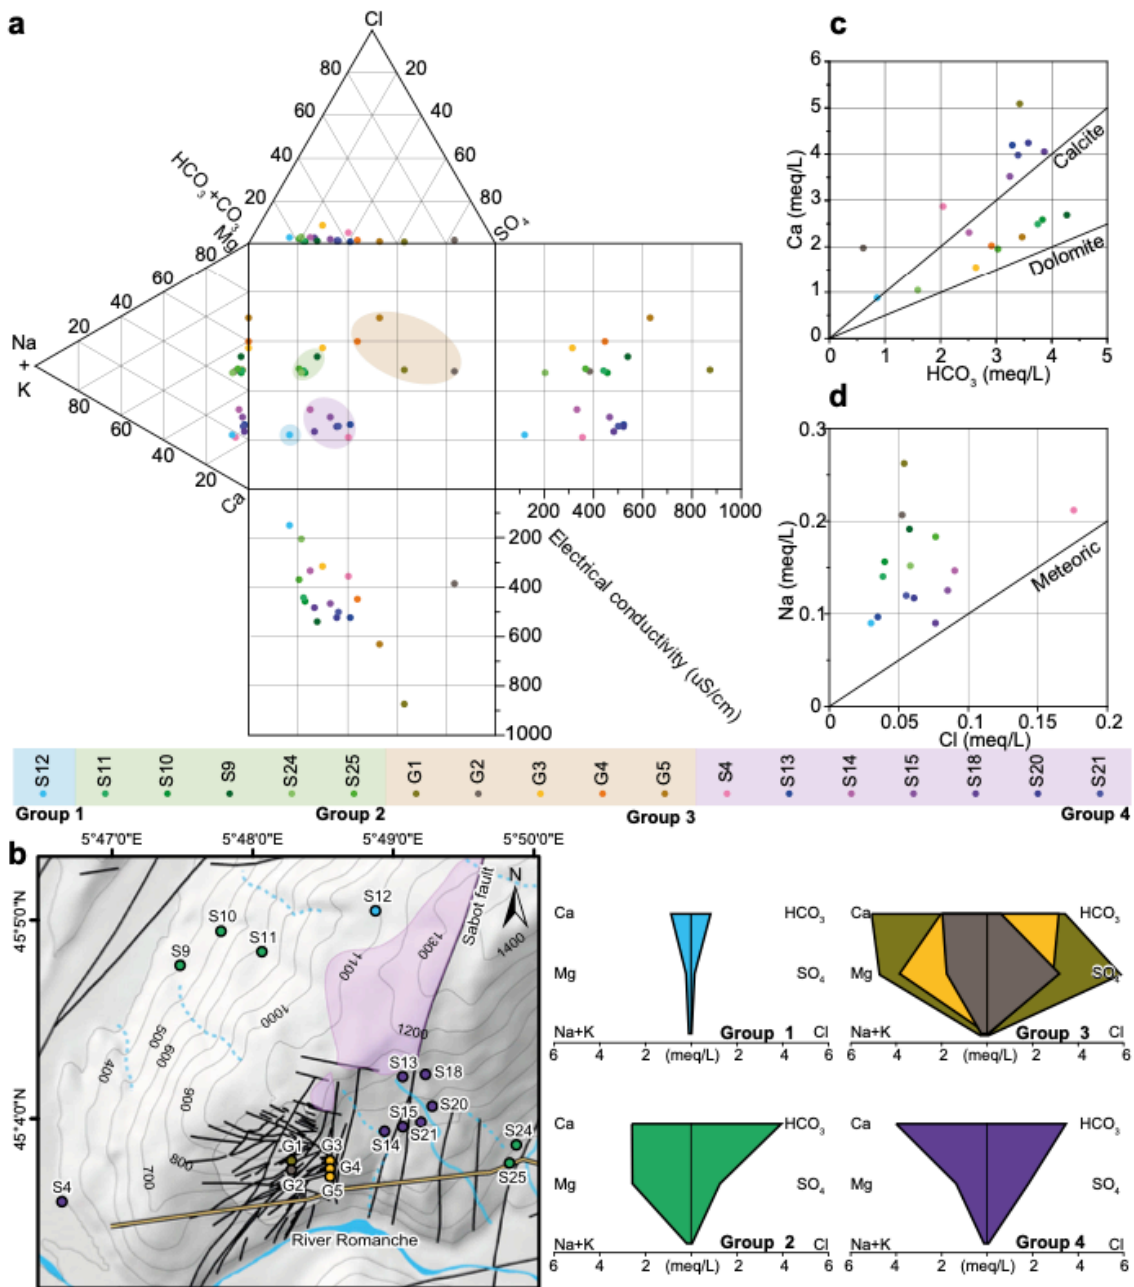 a
Cl
80
20
60
40
40
60
20
80
HCO3+CO3
SO4
Mg
80
60
40
20
Na
+
K
80
60
40
20
Ca
200
400
600
800
1000
200
400
600
800
1000
Electrical conductivity (uS/cm)
c
6
5
4
3
2
1
0
Ca (meq/L)
Calcite
Dolomite
0
1
2
3
4
5
HCO3 (meq/L)
d
0.3
0.2
0.1
0
Na (meq/L)
Meteoric
0
0.05
0.1
0.15
0.2
Cl (meq/L)
S12
S11
S10
S9
S24
S25
G1
G2
G3
G4
G5
S4
S13
S14
S15
S18
S20
S21
Group 1
Group 2
Group 3
Group 4
b
5°47'0"E
5°48'0"E
5°49'0"E
5°50'0"E
45°5'0"N
45°4'0"N
N
Sabot fault
S12
S10
S11
S9
1300
1400
1100
1000
1200
500
600
400
900
800
700
S13
S18
S20
S15
S21
S14
S24
S25
G1
G3
G4
G2
G5
S4
River Romanche
Ca
HCO3
Mg
SO4
Na+K
Group 1
Cl
6 4 2 (meq/L) 2 4 6
Ca
HCO3
Mg
SO4
Na+K
Group 3
Cl
6 4 2 (meq/L) 2 4 6
Ca
HCO3
Mg
SO4
Na+K
Group 2
Cl
6 4 2 (meq/L) 2 4 6
Ca
HCO3
Mg
SO4
Na+K
Group 4
Cl
6 4 2 (meq/L) 2 4 6